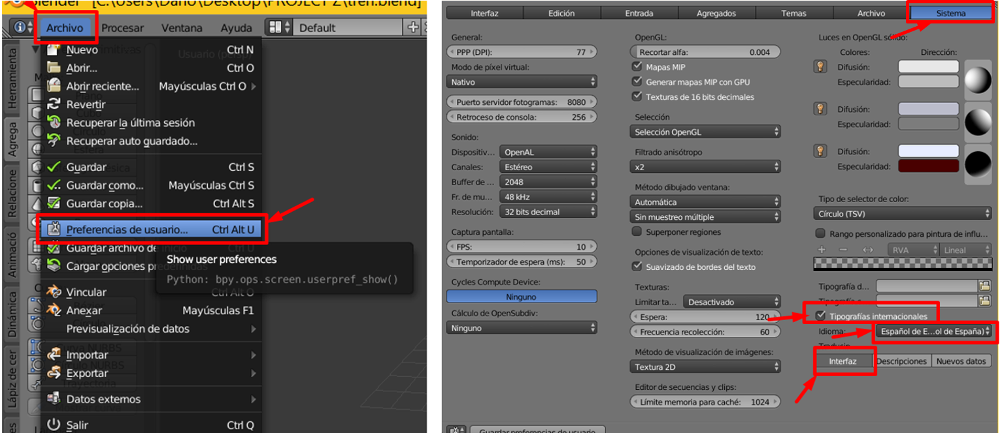 Blender [C:\Users\Dario\Desktop\PROJECT Z\tren.blend]
Archivo Procesar Ventana Ayuda Default
Nuevo Ctrl N
Abrir... Ctrl O
Abrir reciente... Mayúsculas Ctrl O
Revertir
Recuperar la última sesión
Recuperar auto guardado...
Guardar Ctrl S
Guardar como... Mayúsculas Ctrl S
Guardar copia... Ctrl Alt S
Preferencias de usuario... Ctrl Alt U
Guardar archivo de inicio Ctrl U
Cargar opciones predefinidas
Show user preferences
Python: bpy.ops.screen.userpref_show()
Vincular Ctrl Alt O
Anexar Mayúsculas F1
Previsualización de datos
Importar
Exportar
Datos externos
Salir Ctrl Q
Usuario (persp)
Herramienta
Agrega
Relacione
Animació
Dinámica
Lápiz de cer
Plano
Cubo
Círculo
Esfera
Curva NURBS
Círculo NURBS
Trayectoria
Interfaz Edición Entrada Agregados Temas Archivo Sistema
General:
PPP (DPI): 77
Modo de píxel virtual:
Nativo
Puerto servidor fotogramas: 8080
Retroceso de consola: 256
Sonido:
Dispositiv... OpenAL
Canales: Estéreo
Buffer de ... 2048
Fr. de mu... 48 kHz
Resolución: 32 bits decimal
Captura pantalla:
FPS: 10
Temporizador de espera (ms): 50
Cycles Compute Device:
Ninguno
Cálculo de OpenSubdiv:
Ninguno
OpenGL:
Recortar alfa: 0.004
Mapas MIP
Generar mapas MIP con GPU
Texturas de 16 bits decimales
Selección
Selección OpenGL
Filtrado anisótropo
x2
Método dibujado ventana:
Automática
Sin muestreo múltiple
Superponer regiones
Opciones de visualización de texto:
Suavizado de bordes del texto
Texturas:
Limitar ta... Desactivado
Espera: 120
Frecuencia recolección: 60
Método de visualización de imágenes:
Textura 2D
Editor de secuencias y clips:
Límite memoria para caché: 1024
Luces en OpenGL sólido:
Colores: Dirección:
Difusión:
Especularidad:
Difusión:
Especularidad:
Difusión:
Especularidad:
Tipo de selector de color:
Círculo (TSV)
Rango personalizado para pintura de influ...
RVA Lineal
Tipografía d...
Tipografía
Tipografías internacionales
Idioma: Español de E...ol de España)
Interfaz Descripciones Nuevos datos
Guardar preferencias de usuario